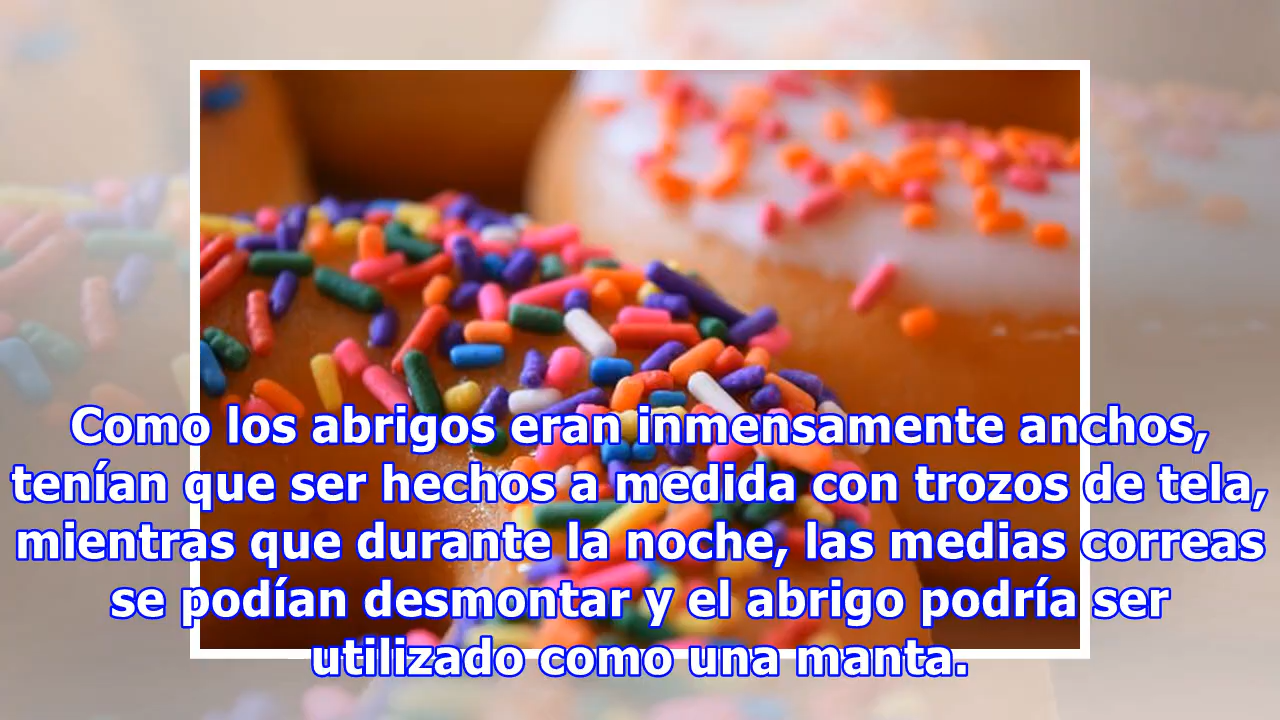 Como los abrigos eran inmensamente anchos,
tenían que ser hechos a medida con trozos de tela,
mientras que durante la noche, las medias correas
se podían desmontar y el abrigo podría ser
utilizado como una manta.